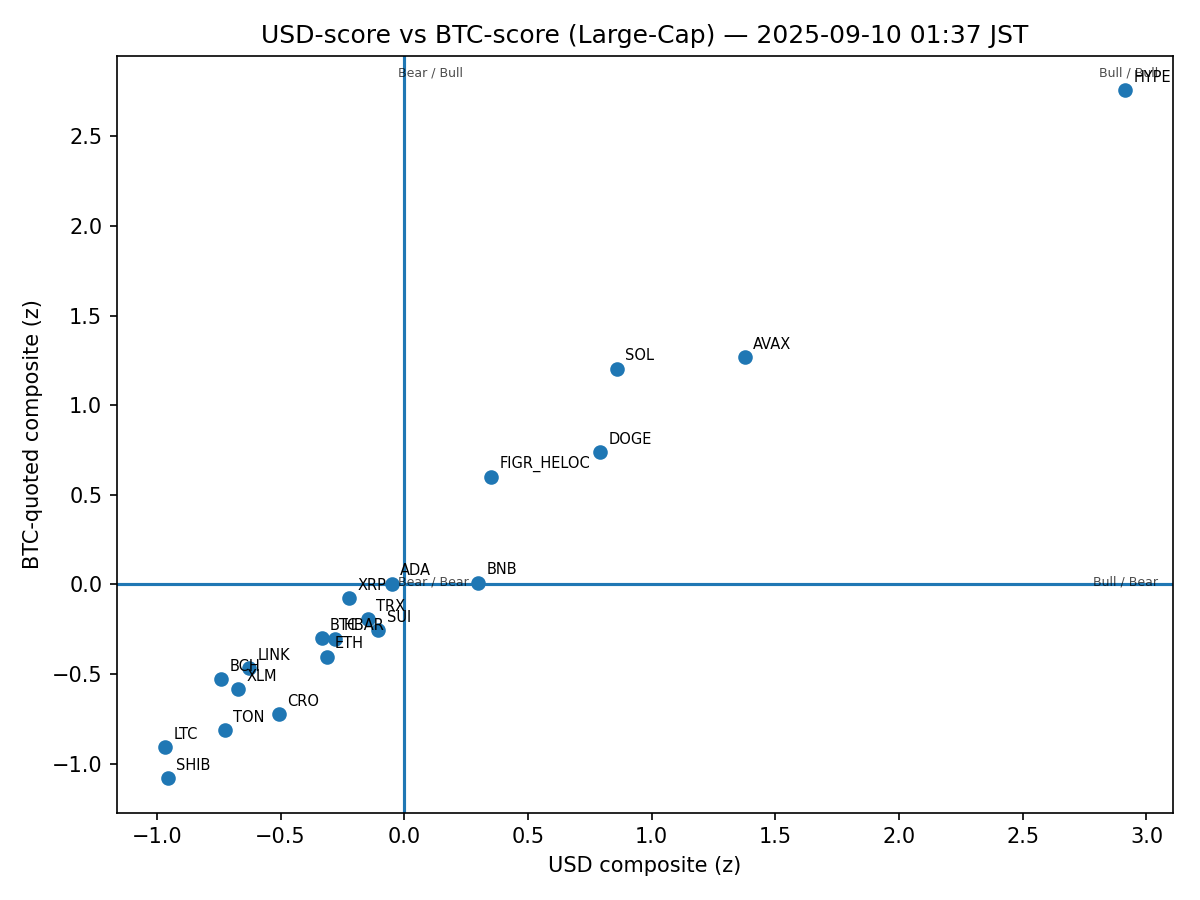 USD-score vs BTC-score (Large-Cap) — 2025-09-10 01:37 JST
Bear / Bull
Bull / Bull
HYPE
2.5
2.0
1.5
1.0
0.5
0.0
−0.5
−1.0
BTC-quoted composite (z)
AVAX
SOL
DOGE
FIGR_HELOC
BNB
ADA
Bear / Bear
Bull / Bear
XRP
TRX
SUI
BTC
HBAR
ETH
LINK
BCH
XLM
CRO
TON
LTC
SHIB
−1.0
−0.5
0.0
0.5
1.0
1.5
2.0
2.5
3.0
USD composite (z)